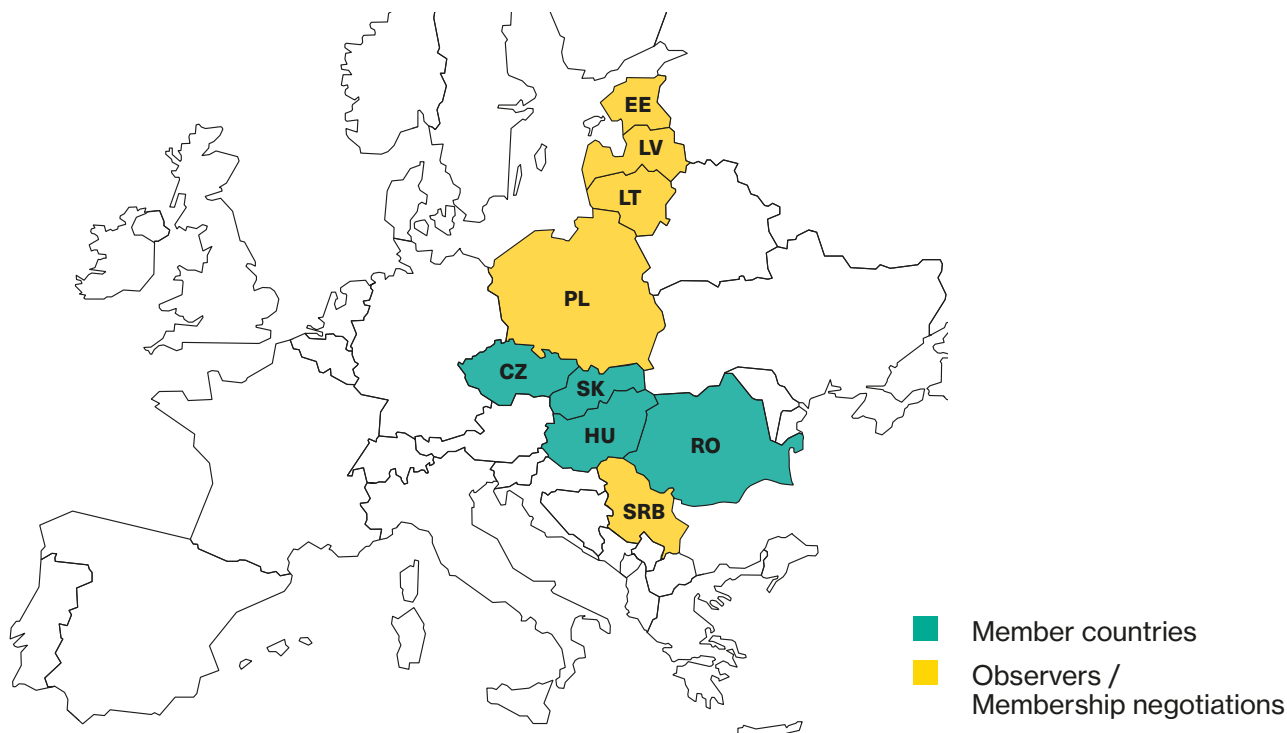 EE
LV
LT
PL
CZ
SK
HU
RO
SRB
Member countries
Observers /
Membership negotiations